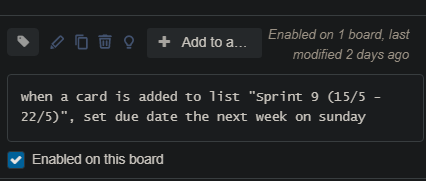 Add to a...
Enabled on 1 board, last
modified 2 days ago
when a card is added to list "Sprint 9 (15/5 -
22/5)", set due date the next week on sunday
Enabled on this board